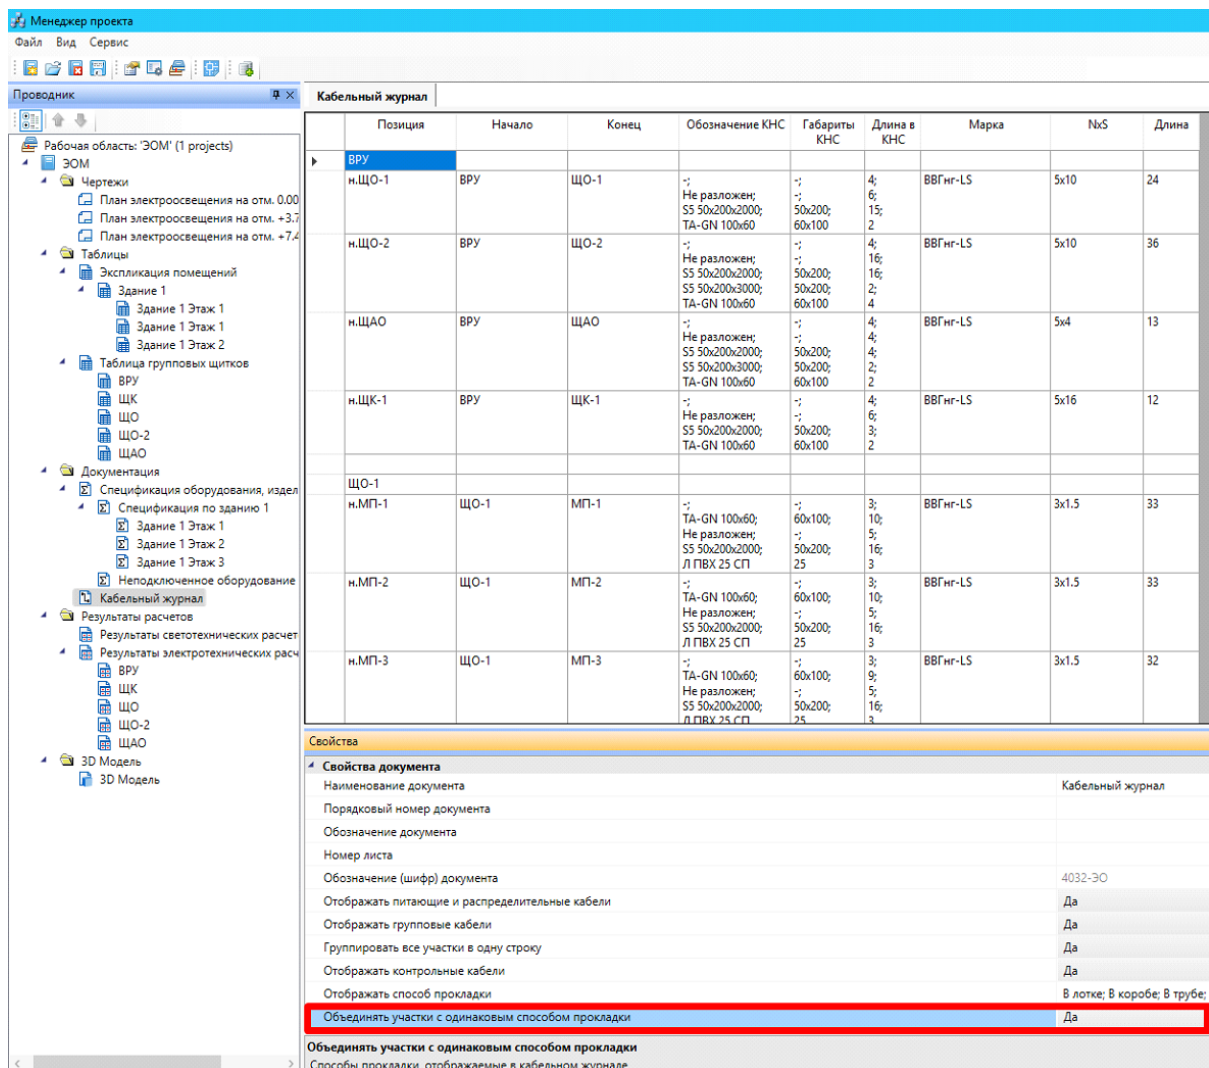 Менеджер проекта
Файл Вид Сервис
Проводник
Рабочая область: 'ЭОМ' (1 projects)
ЭОМ
Чертежи
План электроосвещения на отм. 0.00
План электроосвещения на отм. +3.7
План электроосвещения на отм. +7.4
Таблицы
Экспликация помещений
Здание 1
Здание 1 Этаж 1
Здание 1 Этаж 1
Здание 1 Этаж 2
Таблица групповых щитков
ВРУ
ЩК
ЩО
ЩО-2
ЩАО
Документация
Спецификация оборудования, издел
Спецификация по зданию 1
Здание 1 Этаж 1
Здание 1 Этаж 2
Здание 1 Этаж 3
Неподключенное оборудование
Кабельный журнал
Результаты расчетов
Результаты светотехнических расчет
Результаты электротехнических расч
ВРУ
ЩК
ЩО
ЩО-2
ЩАО
3D Модель
3D Модель
Кабельный журнал
Позиция Начало Конец Обозначение КНС Габариты КНС Длина в КНС Марка NxS Длина
ВРУ
н.ЩО-1 ВРУ ЩО-1 -; -; 4; ВВГнг-LS 5x10 24
Не разложен; -; 6;
S5 50x200x2000; 50x200; 15;
TA-GN 100x60 60x100 2
н.ЩО-2 ВРУ ЩО-2 -; -; 4; ВВГнг-LS 5x10 36
Не разложен; -; 16;
S5 50x200x2000; 50x200; 16;
S5 50x200x3000; 50x200; 2;
TA-GN 100x60 60x100 4
н.ЩАО ВРУ ЩАО -; -; 4; ВВГнг-LS 5x4 13
Не разложен; -; 4;
S5 50x200x2000; 50x200; 4;
S5 50x200x3000; 50x200; 2;
TA-GN 100x60 60x100 2
н.ЩК-1 ВРУ ЩК-1 -; -; 4; ВВГнг-LS 5x16 12
Не разложен; -; 6;
S5 50x200x2000; 50x200; 3;
TA-GN 100x60 60x100 2
ЩО-1
н.МП-1 ЩО-1 МП-1 -; -; 3; ВВГнг-LS 3x1.5 33
TA-GN 100x60; 60x100; 10;
Не разложен; -; 5;
S5 50x200x2000; 50x200; 16;
Л ПВХ 25 СП 25 3
н.МП-2 ЩО-1 МП-2 -; -; 3; ВВГнг-LS 3x1.5 33
TA-GN 100x60; 60x100; 10;
Не разложен; -; 5;
S5 50x200x2000; 50x200; 16;
Л ПВХ 25 СП 25 3
н.МП-3 ЩО-1 МП-3 -; -; 3; ВВГнг-LS 3x1.5 32
TA-GN 100x60; 60x100; 9;
Не разложен; -; 5;
S5 50x200x2000; 50x200; 16;
Л ПВХ 25 СП 25 3
Свойства
Свойства документа
Наименование документа Кабельный журнал
Порядковый номер документа
Обозначение документа
Номер листа
Обозначение (шифр) документа 4032-ЭО
Отображать питающие и распределительные кабели Да
Отображать групповые кабели Да
Группировать все участки в одну строку Да
Отображать контрольные кабели Да
Отображать способ прокладки В лотке; В коробе; В трубе;
Объединять участки с одинаковым способом прокладки Да
Объединять участки с одинаковым способом прокладки
Способы прокладки, отображаемые в кабельном журнале